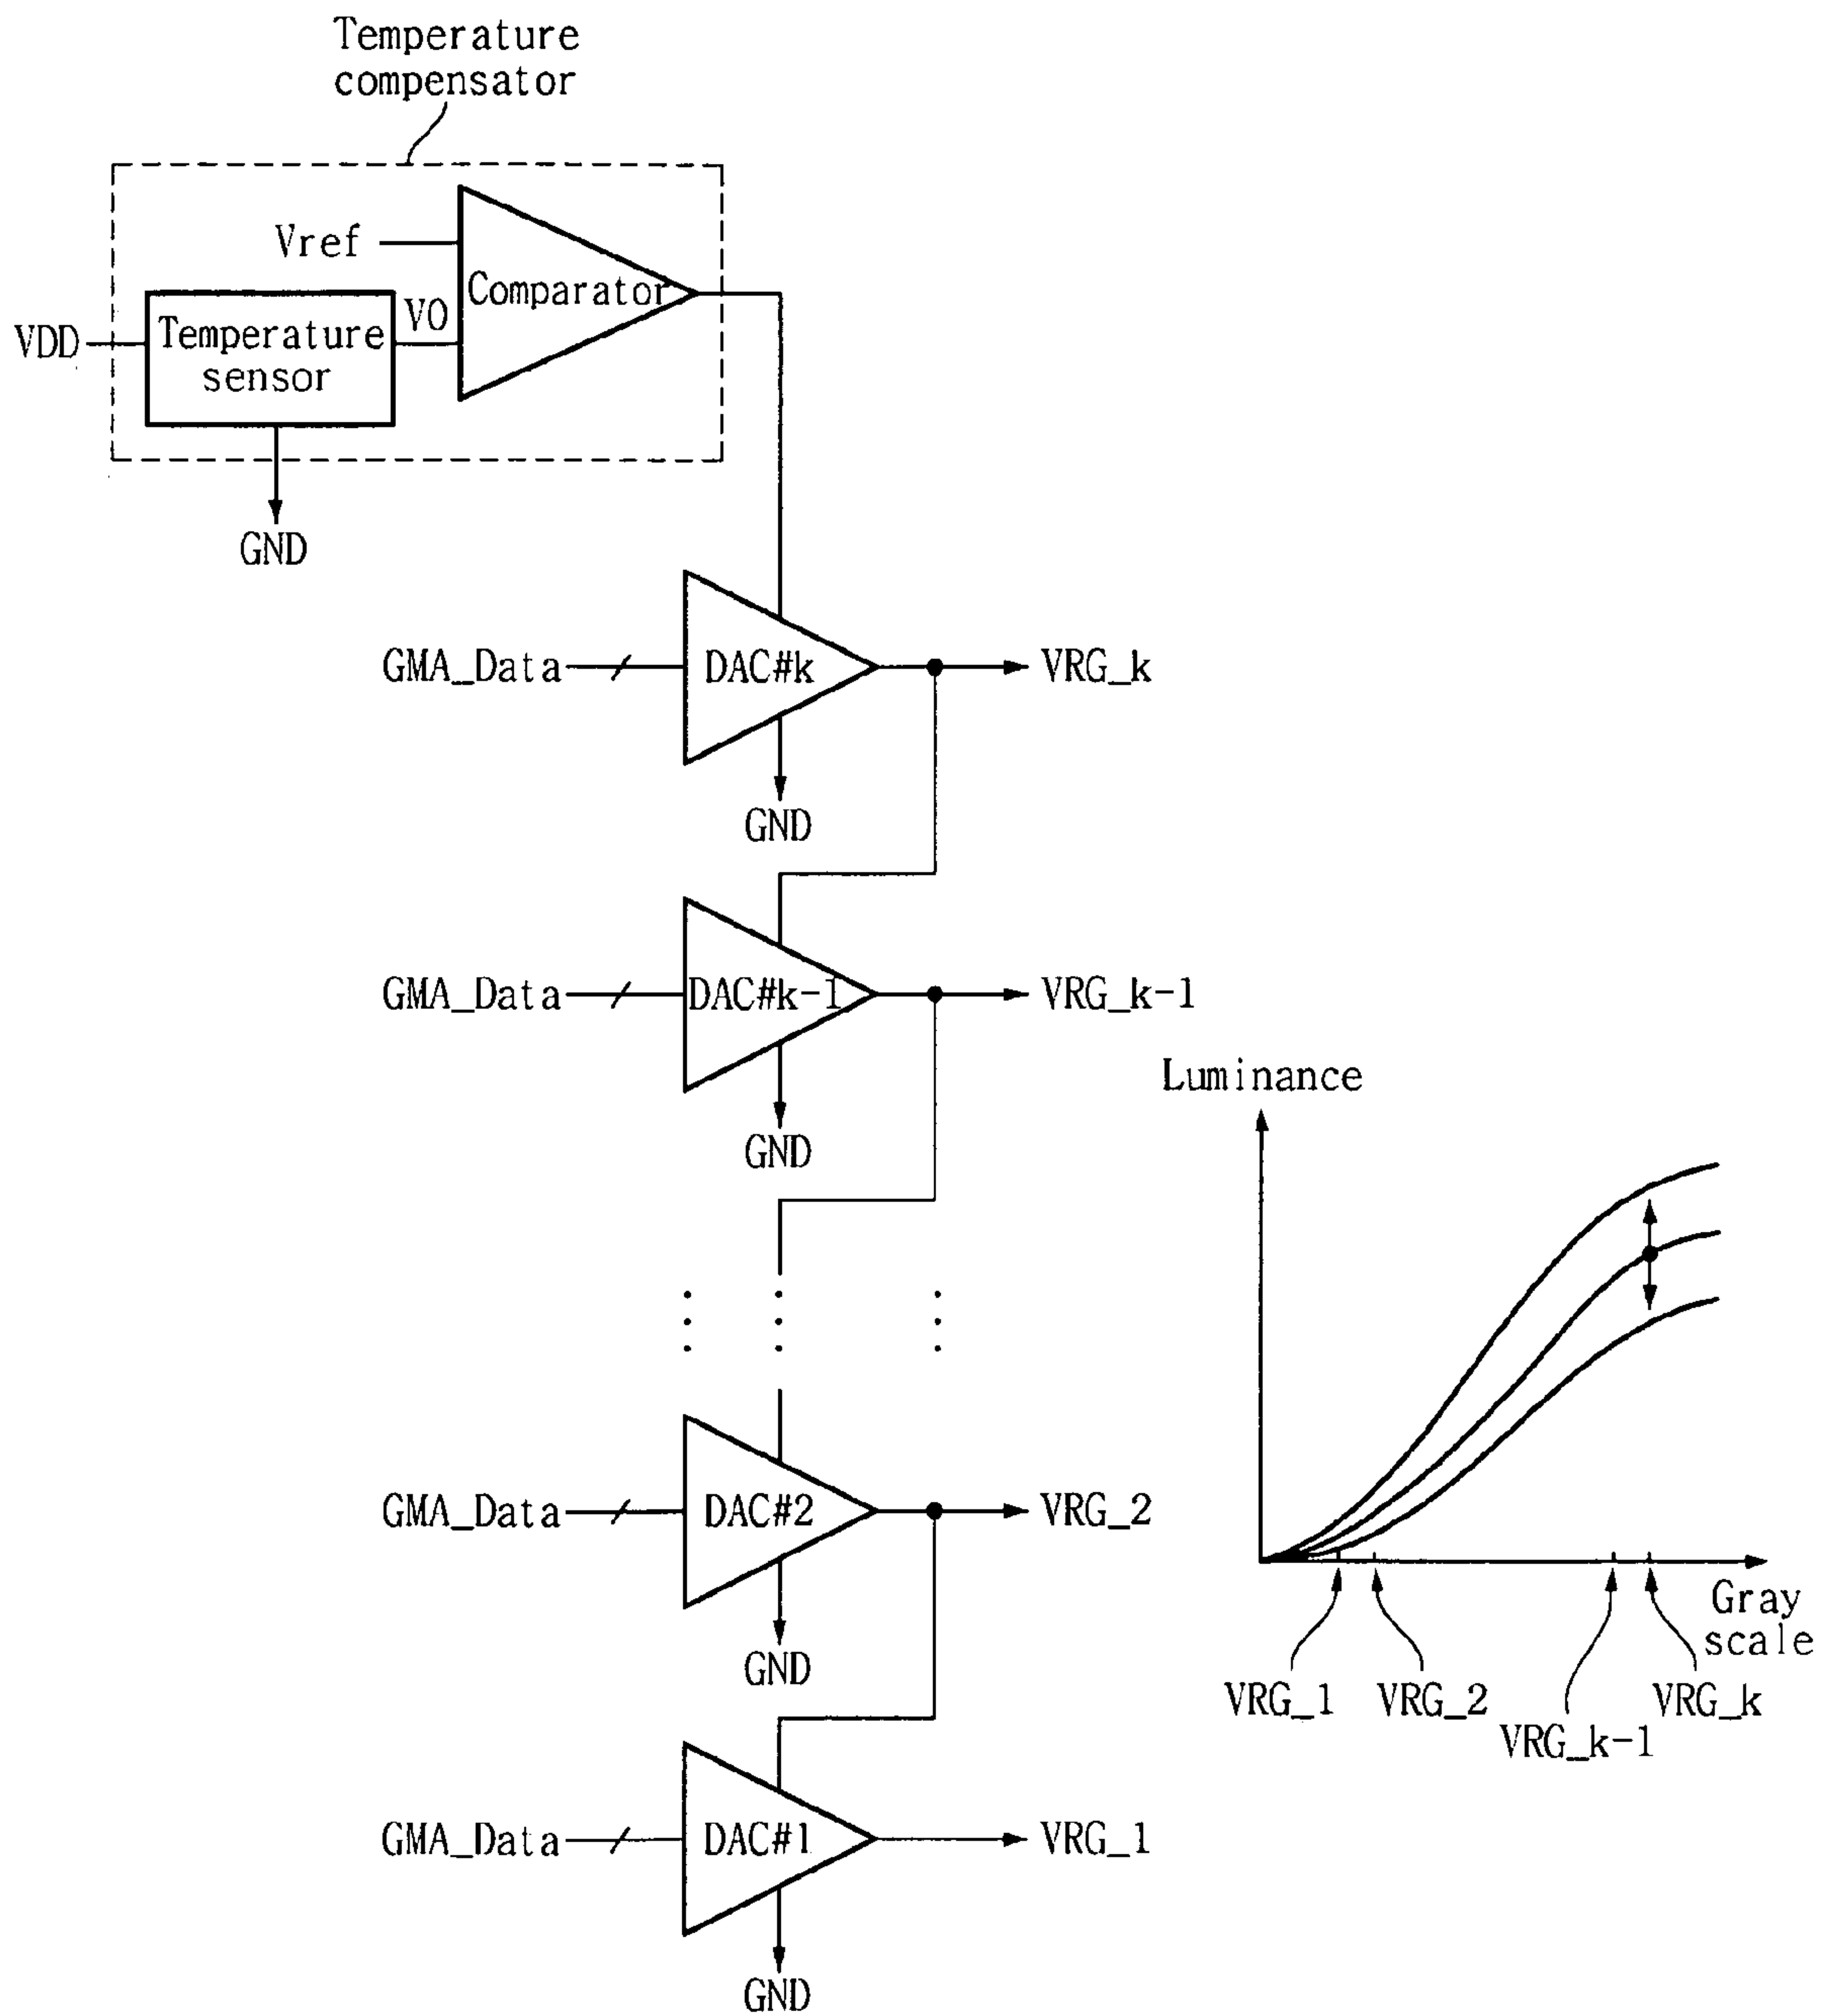 Temperature
compensator
Vref
Comparator
VO
VDD
Temperature
sensor
GND
GMA_Data
DAC#k
VRG_k
GND
GMA_Data
DAC#k-1
VRG_k-1
GND
Luminance
GMA_Data
DAC#2
VRG_2
GND
Gray
scale
VRG_1
VRG_2
VRG_k-1
VRG_k
GMA_Data
DAC#1
VRG_1
GND